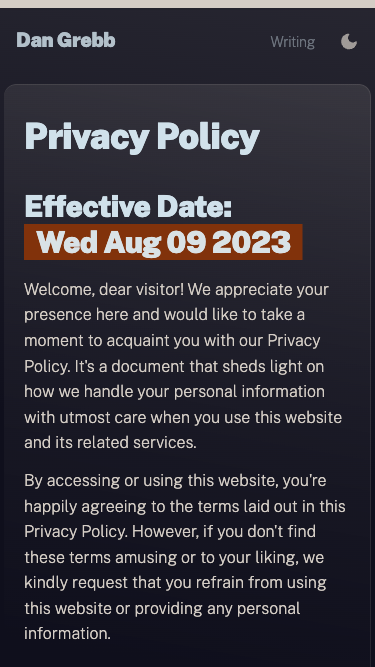 Dan Grebb
Writing
Privacy Policy
Effective Date:
Wed Aug 09 2023
Welcome, dear visitor! We appreciate your
presence here and would like to take a
moment to acquaint you with our Privacy
Policy. It's a document that sheds light on
how we handle your personal information
with utmost care when you use this website
and its related services.
By accessing or using this website, you're
happily agreeing to the terms laid out in this
Privacy Policy. However, if you don't find
these terms amusing or to your liking, we
kindly request that you refrain from using
this website or providing any personal
information.